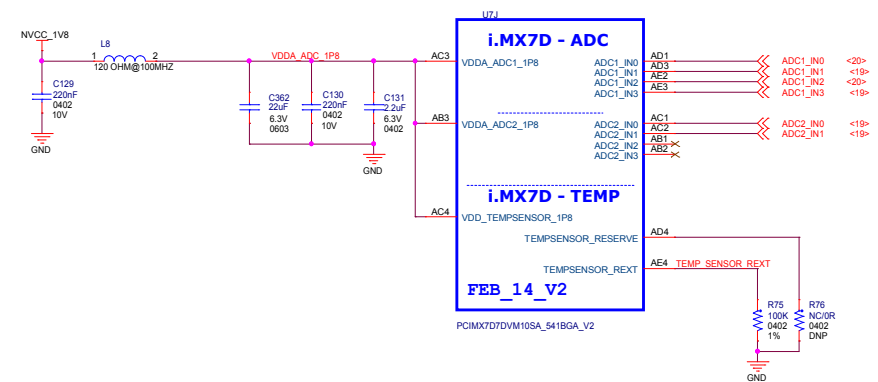 U7J
NVCC_1V8
L8
1 2
120 OHM@100MHZ
VDDA_ADC_1P8
C129
220nF
0402
10V
GND
C362
22uF
6.3V
0603
C130
220nF
0402
10V
C131
2.2uF
6.3V
0402
GND
i.MX7D - ADC
AC3 VDDA_ADC1_1P8
AB3 VDDA_ADC2_1P8
ADC1_IN0 AD1 ADC1_IN0 <20>
ADC1_IN1 AD3 ADC1_IN1 <19>
ADC1_IN2 AE2 ADC1_IN2 <20>
ADC1_IN3 AE3 ADC1_IN3 <19>
ADC2_IN0 AC1 ADC2_IN0 <19>
ADC2_IN1 AC2 ADC2_IN1 <19>
ADC2_IN2 AB1
ADC2_IN3 AB2
i.MX7D - TEMP
AC4 VDD_TEMPSENSOR_1P8
TEMPSENSOR_RESERVE AD4
TEMPSENSOR_REXT AE4 TEMP_SENSOR_REXT
FEB_14_V2
PCIMX7D7DVM10SA_541BGA_V2
R75
100K
0402
1%
R76
NC/0R
0402
DNP
GND